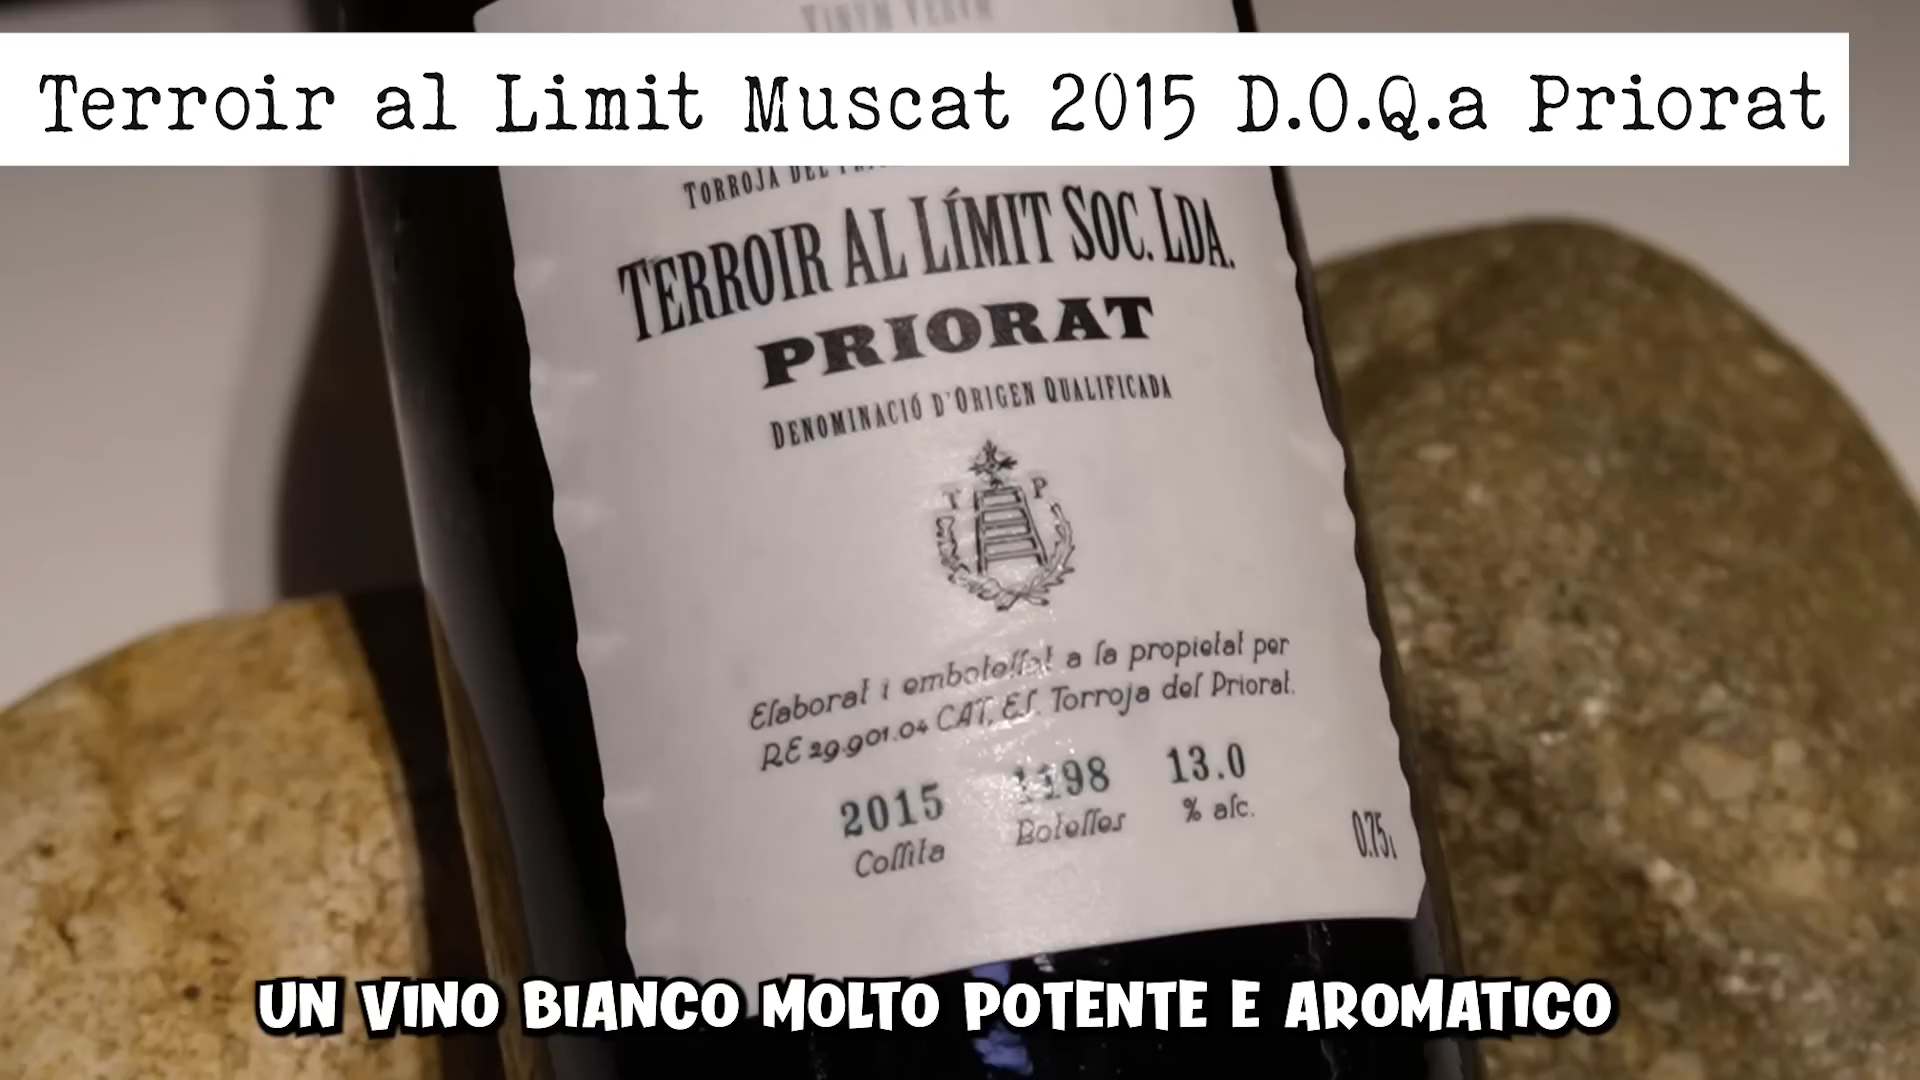 Terroir al Limit Muscat 2015 D.O.Q.a Priorat
TORROJA DEL
TERROIR AL LÍMIT SOC. LDA.
PRIORAT
DENOMINACIÓ D'ORIGEN QUALIFICADA
T P
Elaborat i embotellat a la propietat per
RE 29.901.04 CAT, ES. Torroja del Priorat.
2015 13.0
Collita Botelles % alc.
0.75l
UN VINO BIANCO MOLTO POTENTE E AROMATICO